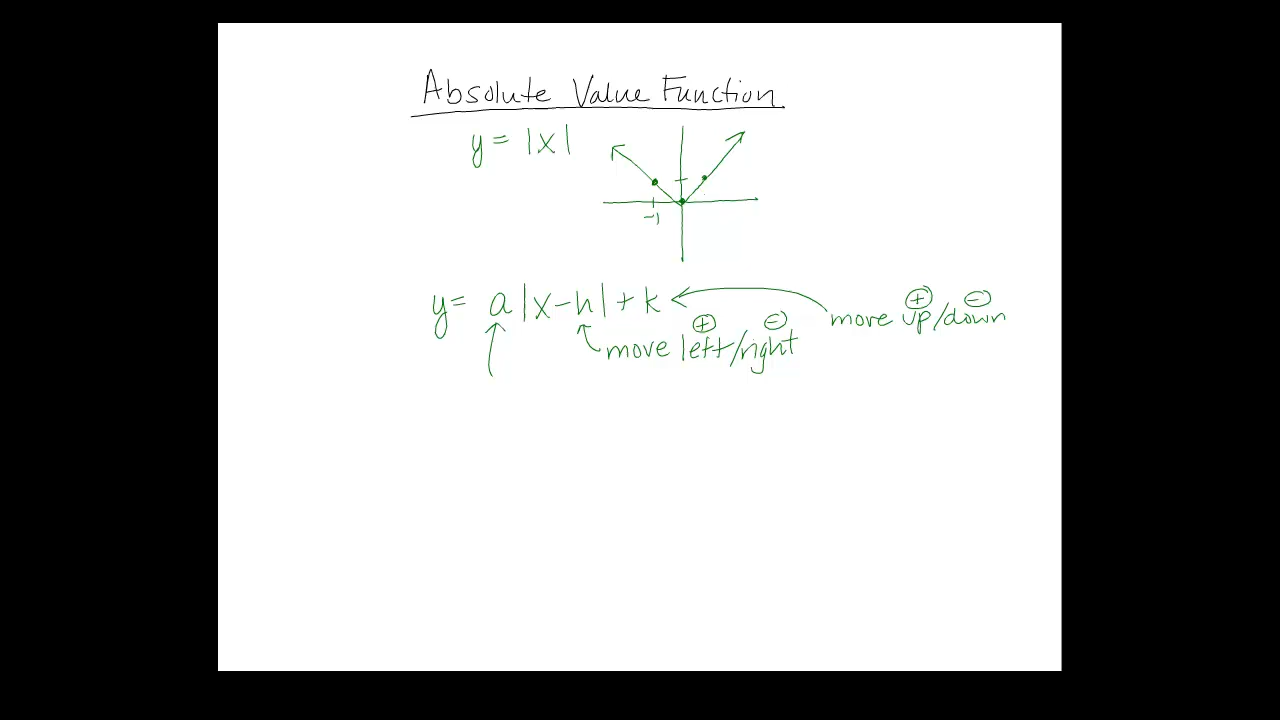 Absolute Value Function
y = |x|
-1
y = a|x-h|+k
+ -
move up/down
+ -
move left/right